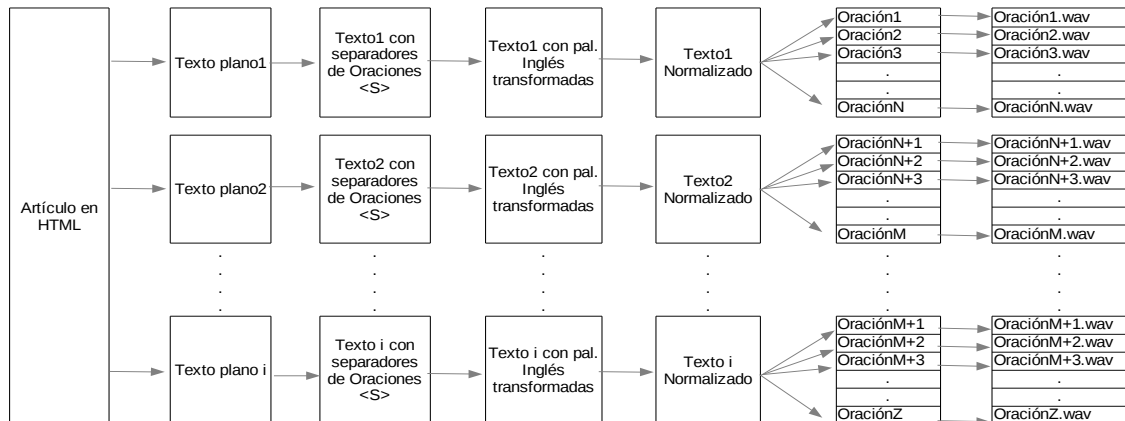 Artículo en
HTML
Texto plano1
Texto1 con
separadores
de Oraciones
<S>
Texto1 con pal.
Inglés
transformadas
Texto1
Normalizado
Oración1
Oración2
Oración3
.
.
OraciónN
Oración1.wav
Oración2.wav
Oración3.wav
.
.
OraciónN.wav
Texto plano2
Texto2 con
separadores
de Oraciones
<S>
Texto2 con pal.
Inglés
transformadas
Texto2
Normalizado
OraciónN+1
OraciónN+2
OraciónN+3
.
.
OraciónM
OraciónN+1.wav
OraciónN+2.wav
OraciónN+3.wav
.
.
OraciónM.wav
. . . . . .
. . . . . .
. . . . . .
. . . . . .
Texto plano i
Texto i con
separadores
de Oraciones
<S>
Texto i con pal.
Inglés
transformadas
Texto i
Normalizado
OraciónM+1
OraciónM+2
OraciónM+3
.
.
OraciónZ
OraciónM+1.wav
OraciónM+2.wav
OraciónM+3.wav
.
.
OraciónZ.wav